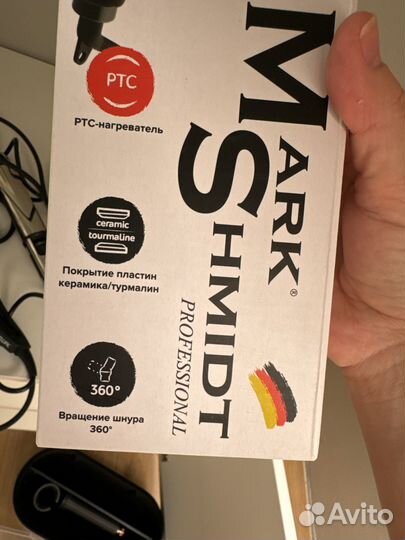 PTC
PTC-нагреватель
ceramic
tourmaline
Покрытие пластин
керамика/турмалин
360°
Вращение шнура
360°
MARK
SHMIDT
®
PROFESSIONAL
Avito